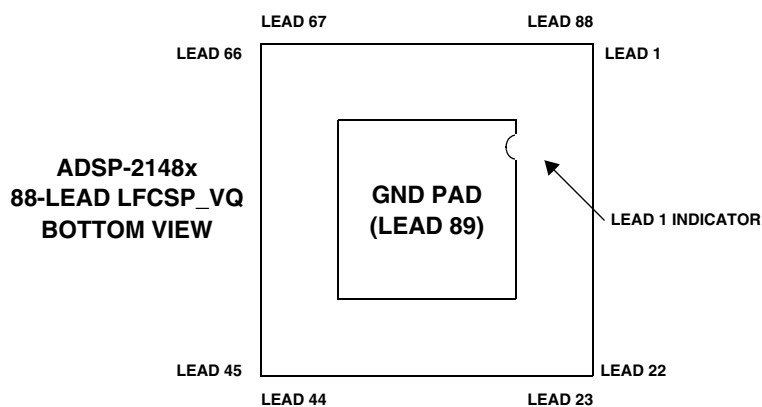 LEAD 67
LEAD 88
LEAD 66
LEAD 1
ADSP-2148x
88-LEAD LFCSP_VQ
BOTTOM VIEW
GND PAD
(LEAD 89)
LEAD 1 INDICATOR
LEAD 45
LEAD 22
LEAD 44
LEAD 23